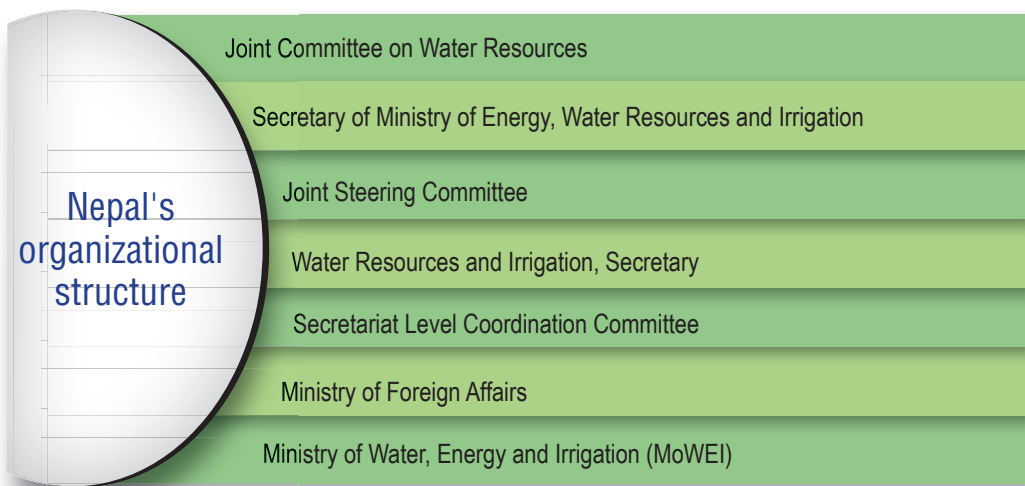 Joint Committee on Water Resources
Secretary of Ministry of Energy, Water Resources and Irrigation
Joint Steering Committee
Nepal's
organizational
structure
Water Resources and Irrigation, Secretary
Secretariat Level Coordination Committee
Ministry of Foreign Affairs
Ministry of Water, Energy and Irrigation (MoWEI)